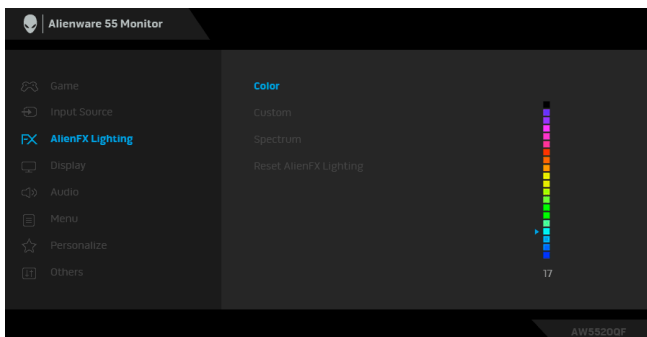 Alienware 55 Monitor
Game
Input Source
FX AlienFX Lighting
Display
Audio
Menu
Personalize
Others
Color
Custom
Spectrum
Reset AlienFX Lighting
17
AW5520QF